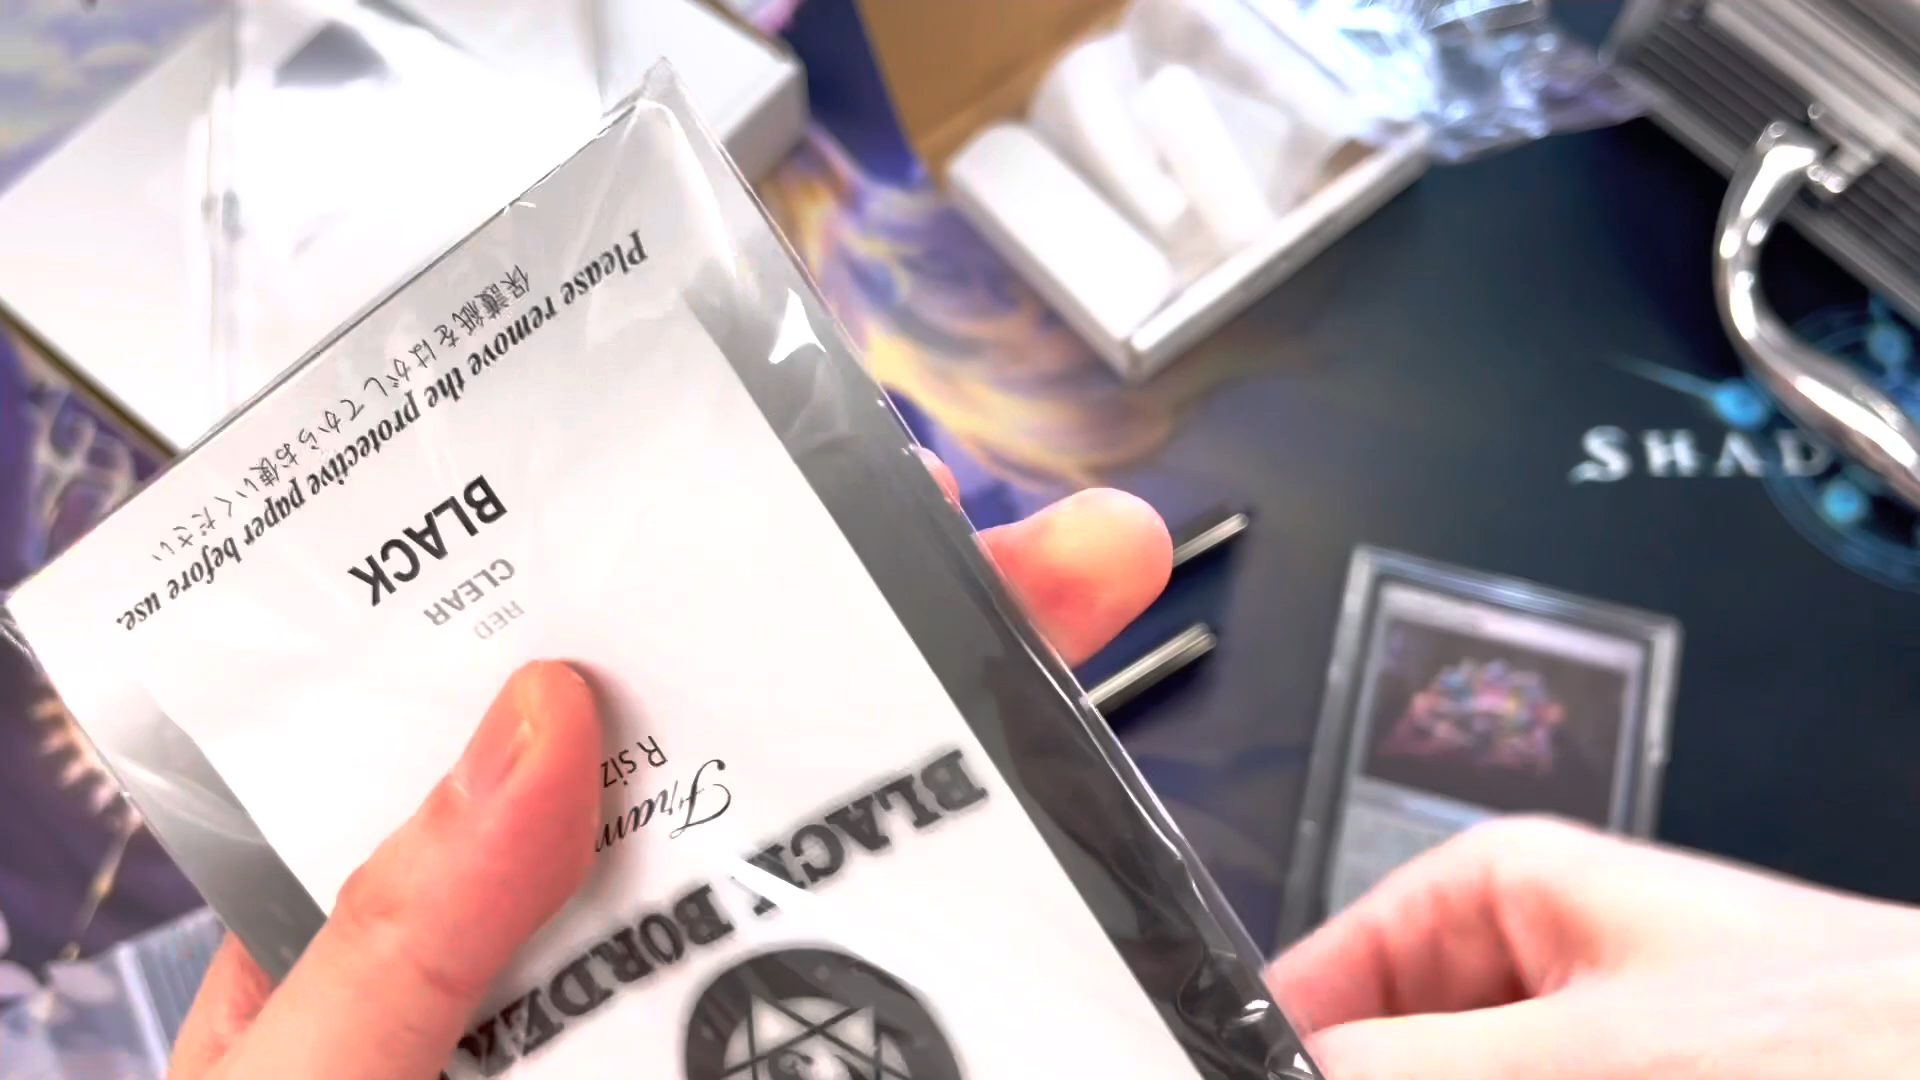 BLACK BORDER
Fram
R siz
RED
CLEAR
BLACK
Please remove the protective paper before use.
保護紙をはがしてからお使いください
SHAD